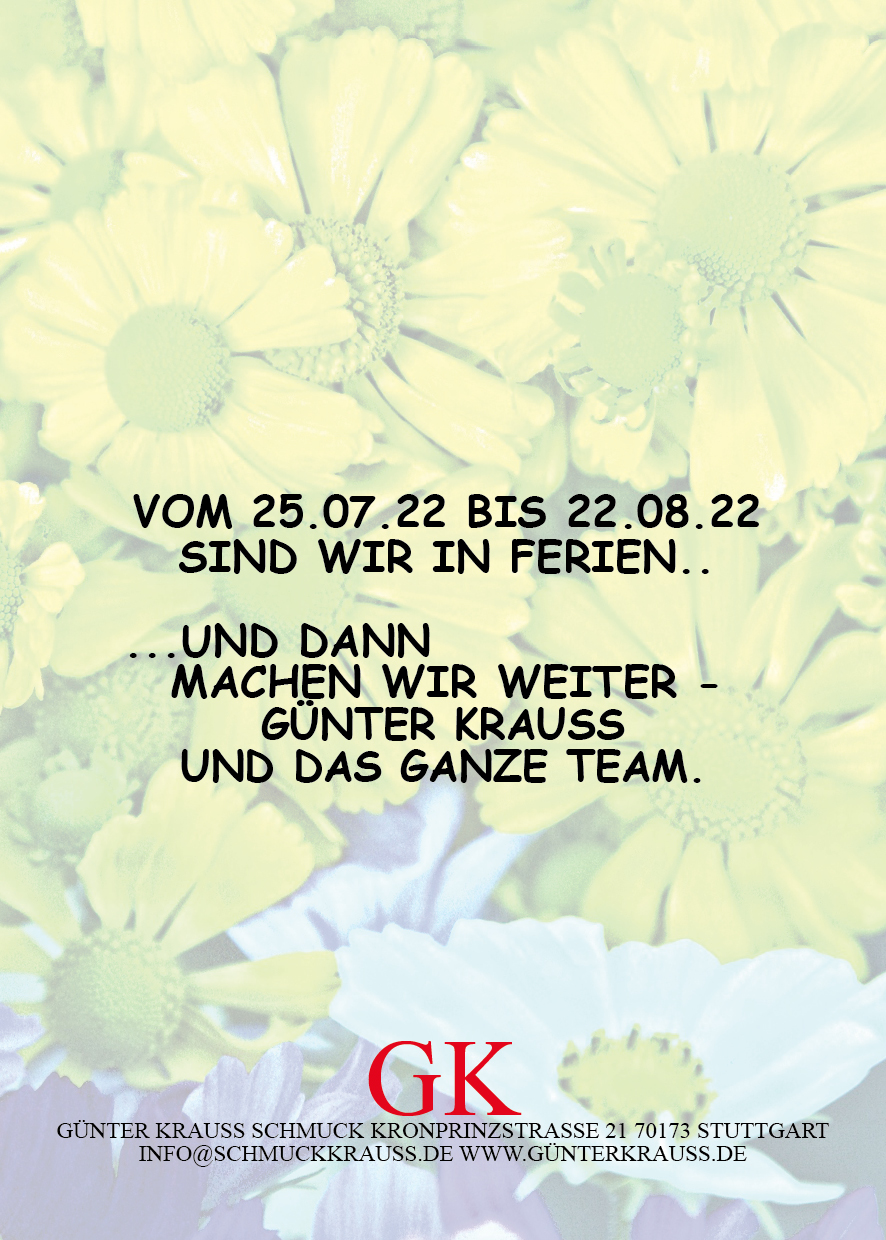 VOM 25.07.22 BIS 22.08.22
SIND WIR IN FERIEN..
...UND DANN
MACHEN WIR WEITER -
GÜNTER KRAUSS
UND DAS GANZE TEAM.
GK
GÜNTER KRAUSS SCHMUCK KRONPRINZSTRASSE 21 70173 STUTTGART
INFO@SCHMUCKKRAUSS.DE WWW.GÜNTERKRAUSS.DE